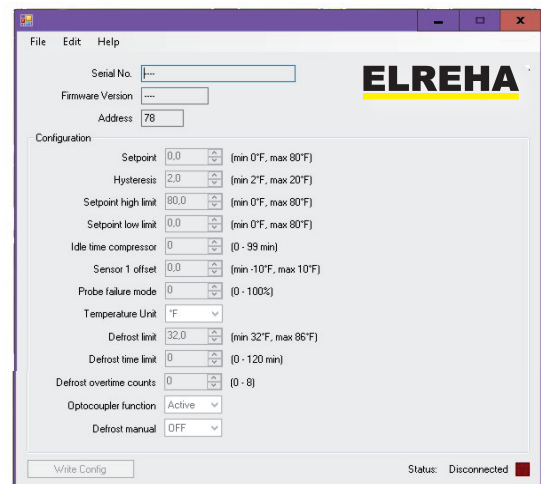 File Edit Help
ELREHA
Serial No. ----
Firmware Version ----
Address 78
Configuration
Setpoint 0,0 (min 0°F, max 80°F)
Hysteresis 2,0 (min 2°F, max 20°F)
Setpoint high limit 80,0 (min 0°F, max 80°F)
Setpoint low limit 0,0 (min 0°F, max 80°F)
Idle time compressor 0 (0 - 99 min)
Sensor 1 offset 0,0 (min -10°F, max 10°F)
Probe failure mode 0 (0 - 100%)
Temperature Unit °F
Defrost limit 32,0 (min 32°F, max 86°F)
Defrost time limit 0 (0 - 120 min)
Defrost overtime counts 0 (0 - 8)
Optocoupler function Active
Defrost manual OFF
Write Config Status: Disconnected